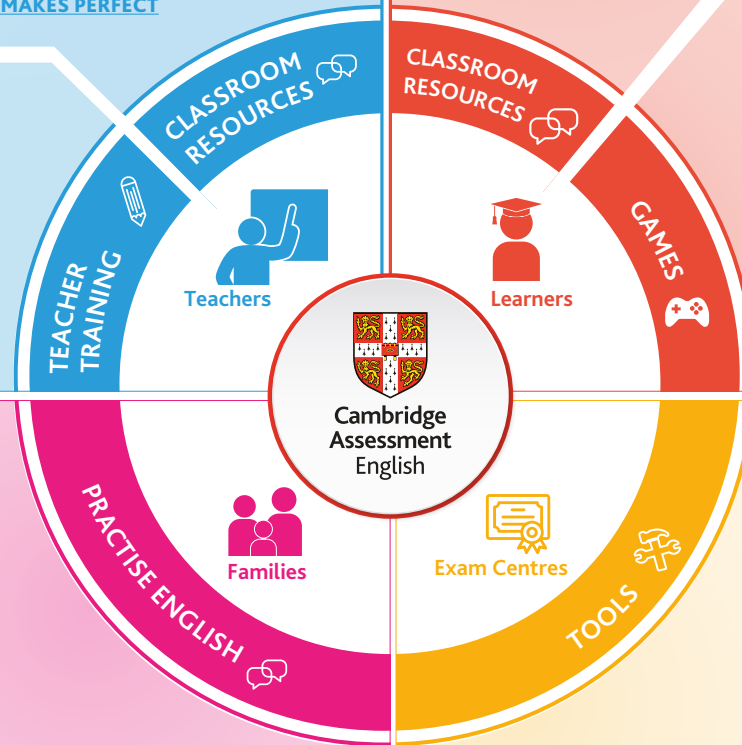 MAKES PERFECT
CLASSROOM
RESOURCES
CLASSROOM
RESOURCES
TEACHER
TRAINING
GAMES
Teachers
Learners
Cambridge
Assessment
English
Families
Exam Centres
PRACTISE ENGLISH
TOOLS